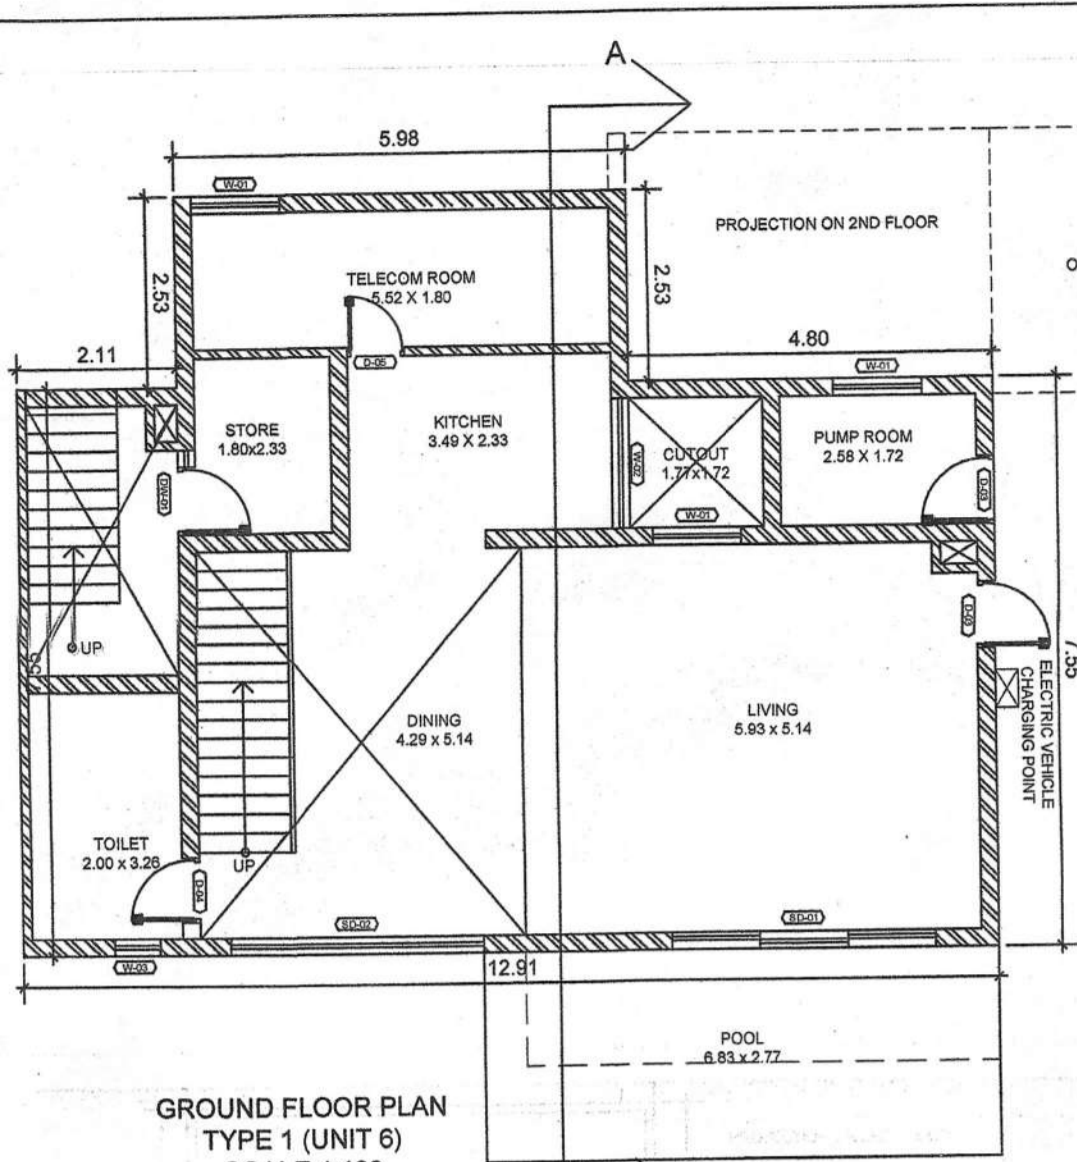 A
5.98
W-01
PROJECTION ON 2ND FLOOR
2.53
TELECOM ROOM
5.52 X 1.80
2.53
O
2.11
D-05
4.80
W-01
STORE
1.80x2.33
KITCHEN
3.49 X 2.33
CUTOUT
1.77x1.72
PUMP ROOM
2.58 X 1.72
DW-01
W-02
D-03
W-01
UP
D-03
7.55
DINING
4.29 x 5.14
LIVING
5.93 x 5.14
ELECTRIC VEHICLE
CHARGING POINT
TOILET
2.00 x 3.26
UP
D-04
SD-02
SD-01
W-03
12.91
POOL
6.83 x 2.77
GROUND FLOOR PLAN
TYPE 1 (UNIT 6)